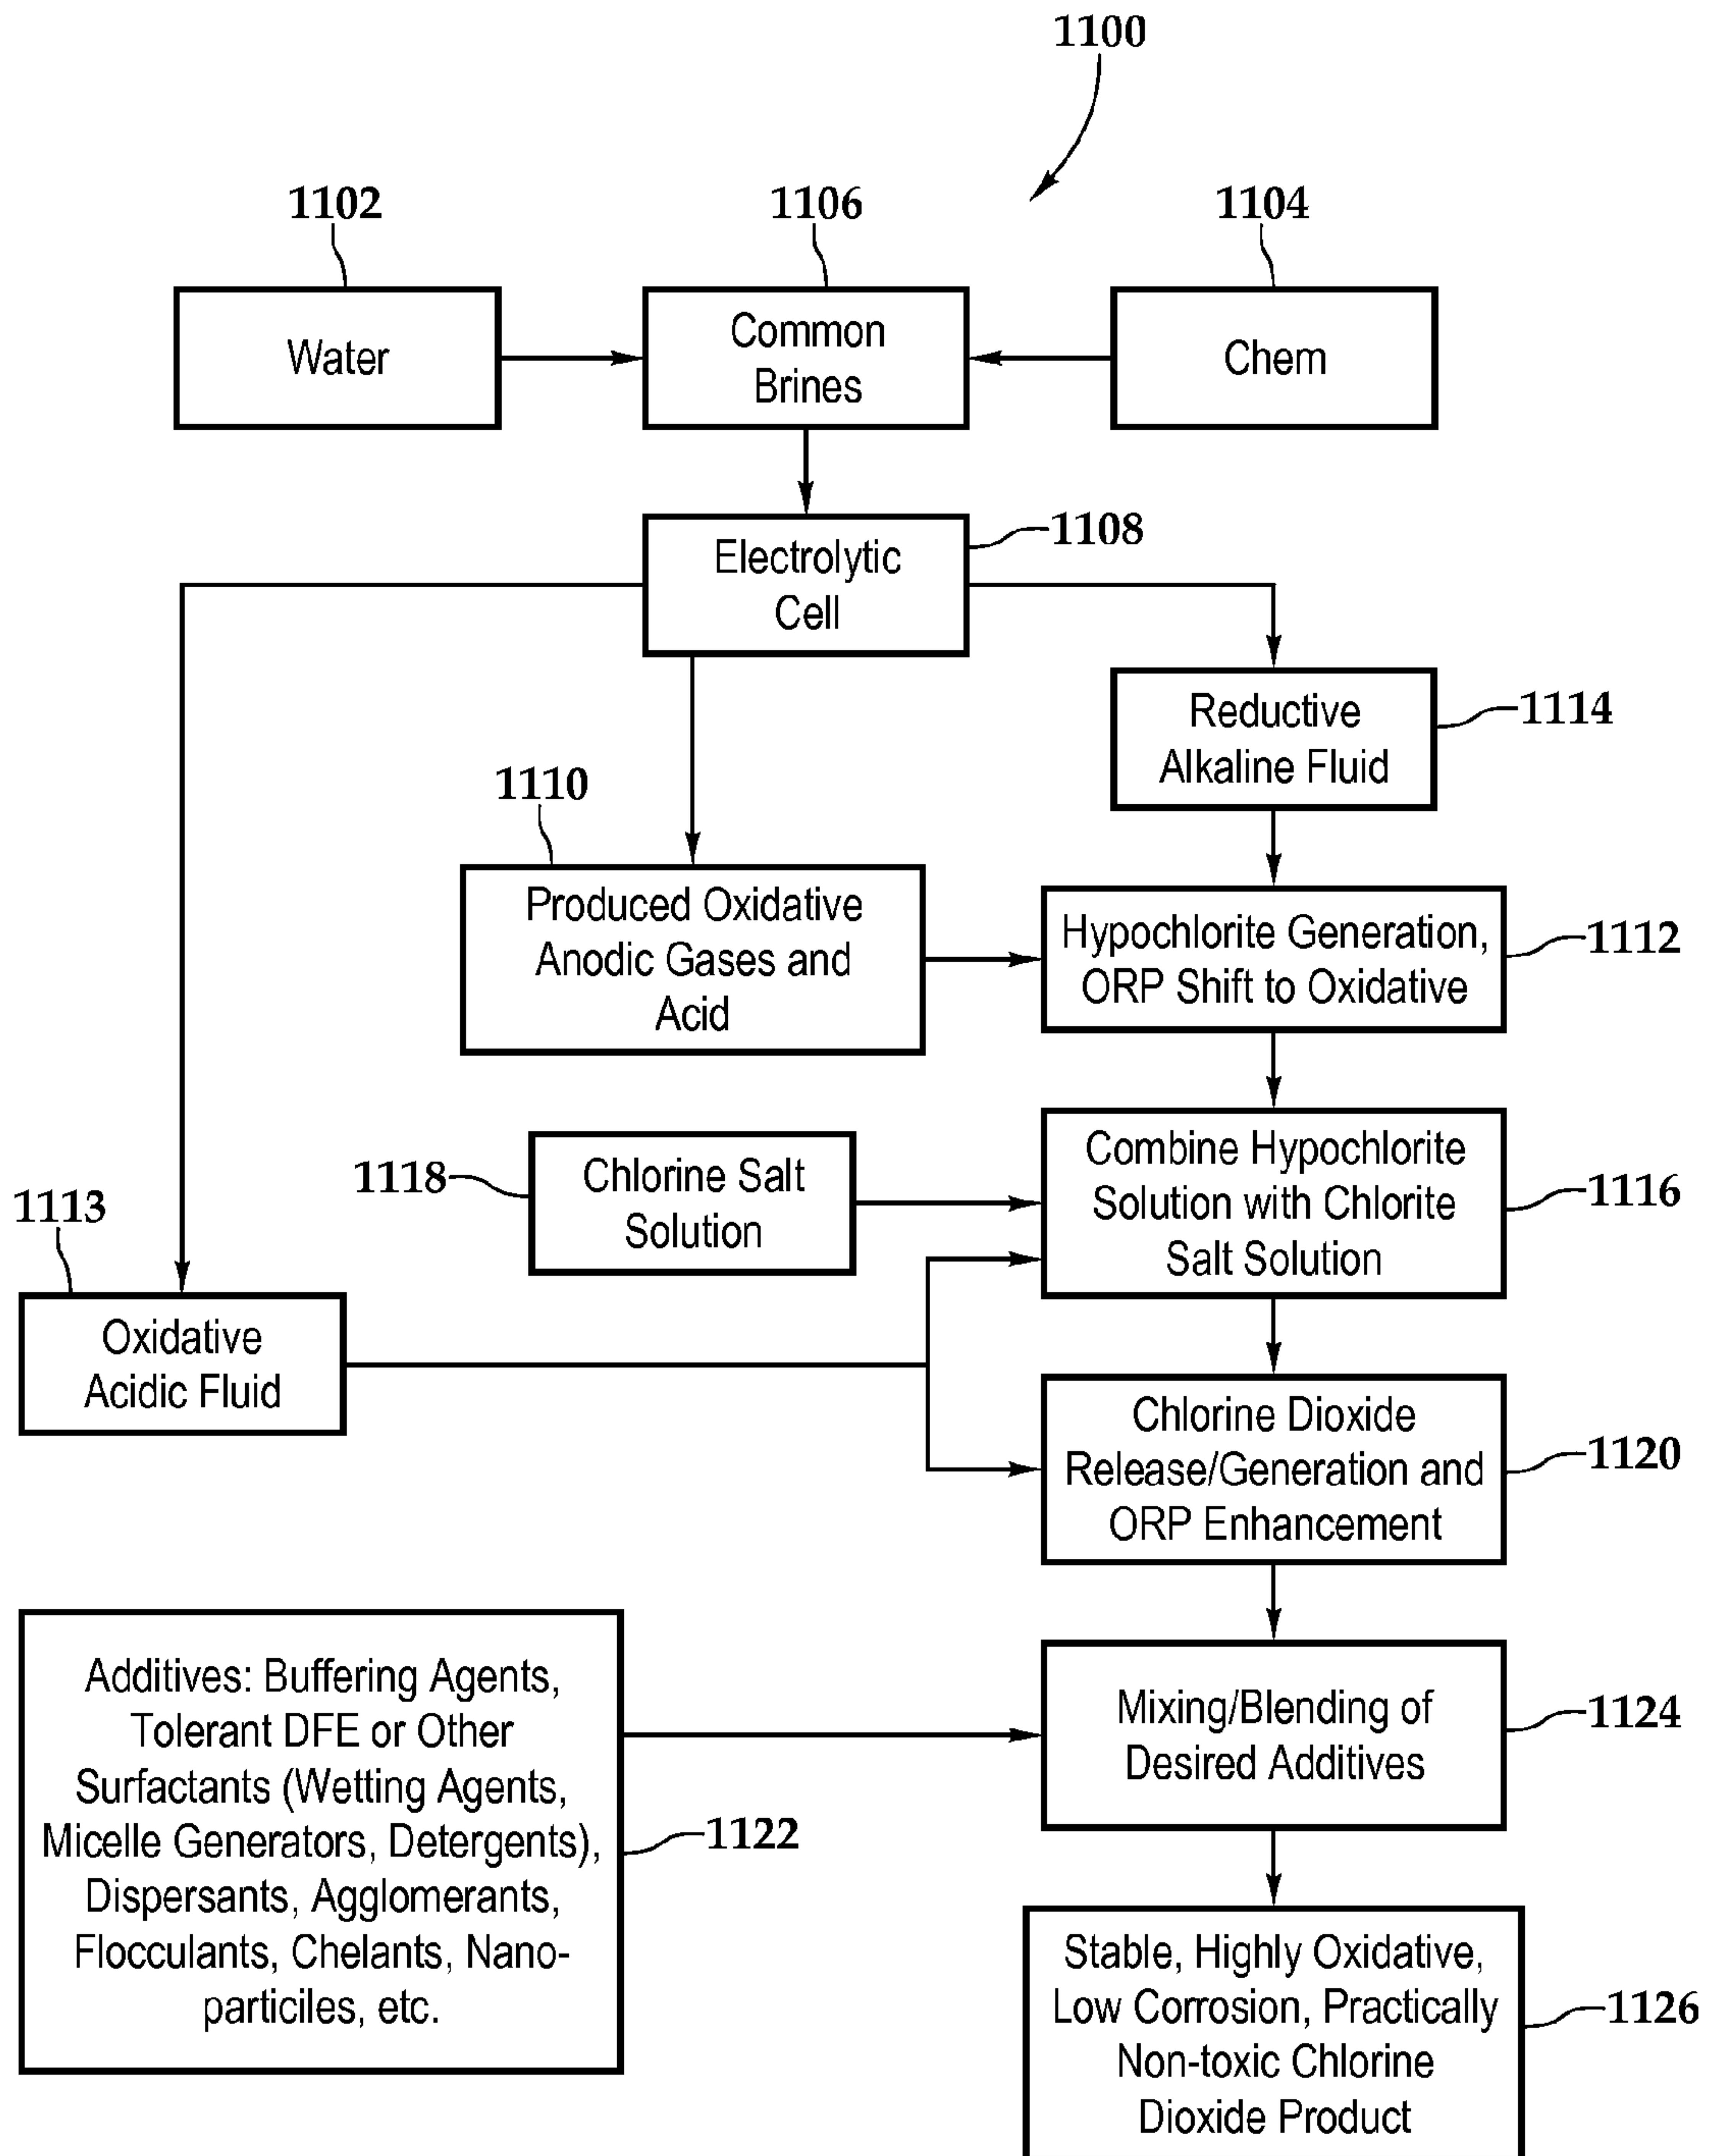 1100
1102
1106
1104
Water
Common
Brines
Chem
1108
Electrolytic
Cell
1114
Reductive
Alkaline Fluid
1110
Produced Oxidative
Anodic Gases and
Acid
1112
Hypochlorite Generation,
ORP Shift to Oxidative
1118
Chlorine Salt
Solution
1116
Combine Hypochlorite
Solution with Chlorite
Salt Solution
1113
Oxidative
Acidic Fluid
1120
Chlorine Dioxide
Release/Generation and
ORP Enhancement
Additives: Buffering Agents,
Tolerant DFE or Other
Surfactants (Wetting Agents,
Micelle Generators, Detergents),
Dispersants, Agglomerants,
Flocculants, Chelants, Nano-
particiles, etc.
1122
Mixing/Blending of
Desired Additives
1124
Stable, Highly Oxidative,
Low Corrosion, Practically
Non-toxic Chlorine
Dioxide Product
1126